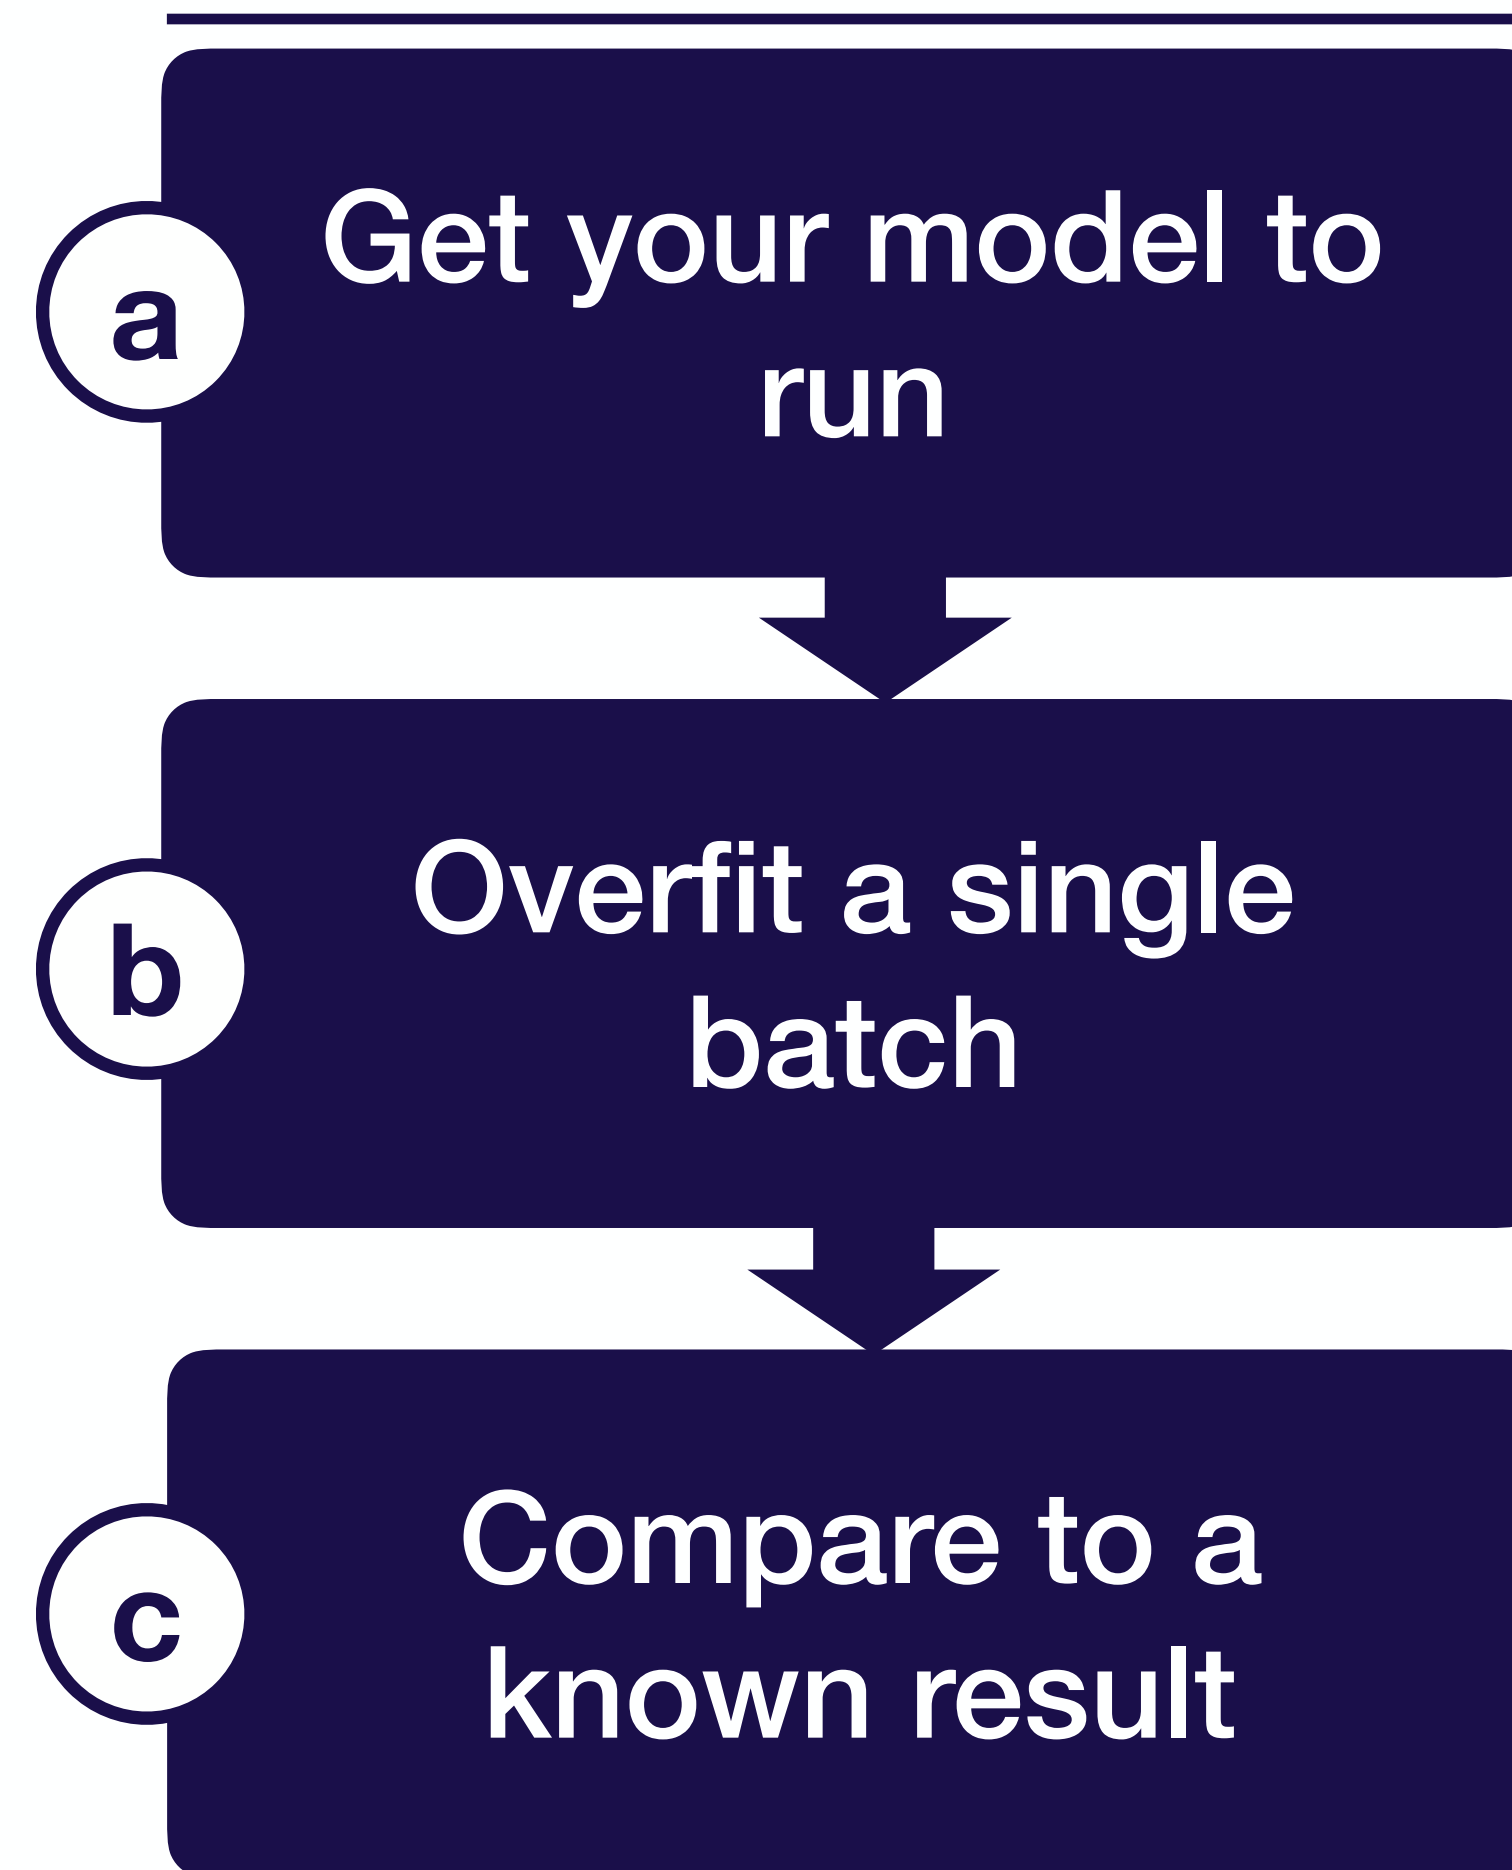 a
Get your model to
run
b
Overfit a single
batch
c
Compare to a
known result